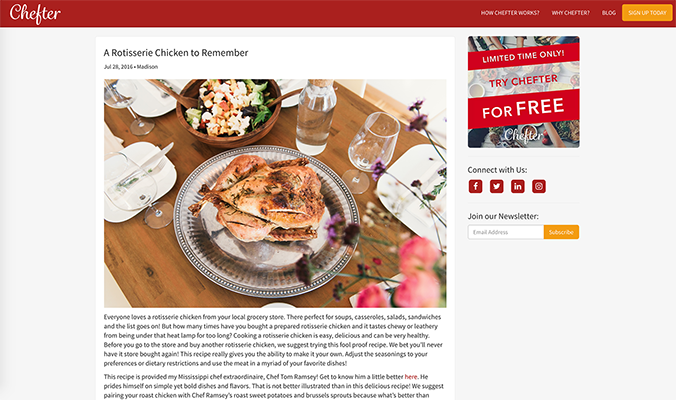 Chefter
HOW CHEFTER WORKS?
WHY CHEFTER?
BLOG
SIGN UP TODAY
A Rotisserie Chicken to Remember
Jul 28, 2016 • Madison
Everyone loves a rotisserie chicken from your local grocery store. There perfect for soups, casseroles, salads, sandwiches
and the list goes on! But how many times have you bought a prepared rotisserie chicken and it tastes chewy or leathery
from being under that heat lamp for too long? Cooking a rotisserie chicken is easy, delicious and can be very healthy.
Before you go to the store and buy another rotisserie chicken, we suggest trying this fool proof recipe. We bet you'll never
have it store bought again! This recipe really gives you the ability to make it your own. Adjust the seasonings to your
preferences or dietary restrictions and use the meat in a myriad of your favorite dishes!
This recipe is provided my Mississippi chef extraordinaire, Chef Tom Ramsey! Get to know him a little better here. He
prides himself on simple yet bold dishes and flavors. That is not better illustrated than in this delicious recipe! We suggest
pairing your roast chicken with Chef Ramsey's roast sweet potatoes and brussels sprouts because what's better than
LIMITED TIME ONLY!
TRY CHEFTER
FOR FREE
Chefter
Connect with Us:
Join our Newsletter:
Email Address
Subscribe